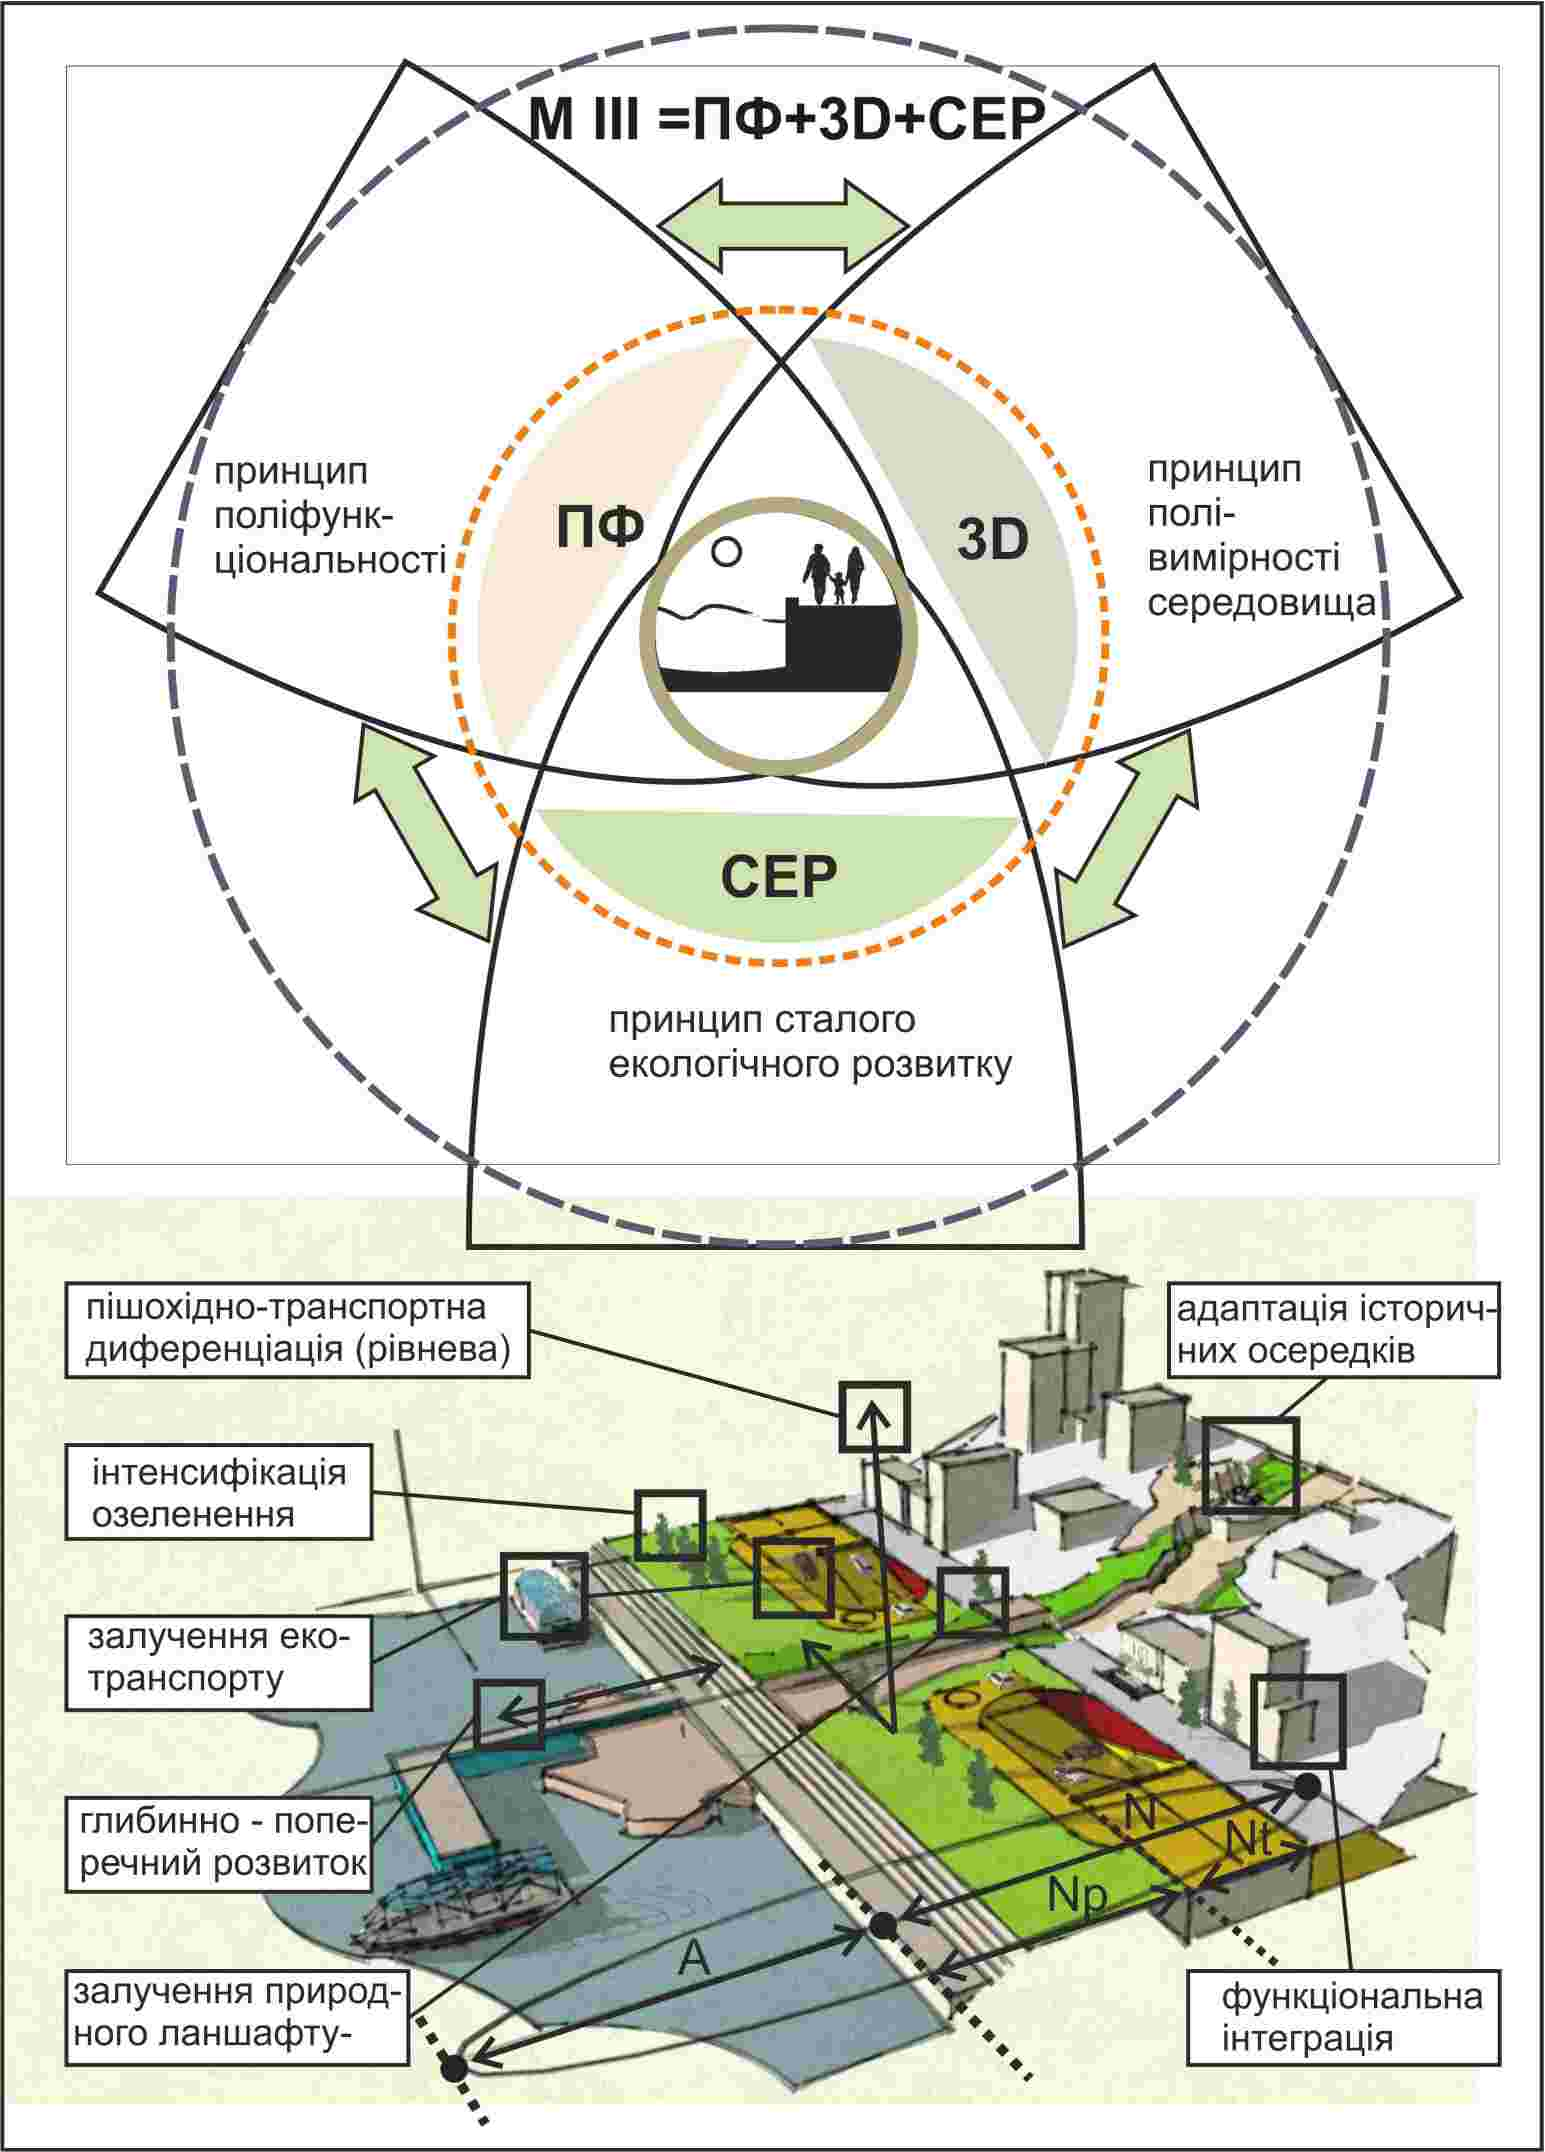 М III =ПФ+3D+СЕР
принцип
поліфунк-
ціональності
ПФ
3D
принцип
полі-
вимірності
середовища
СЕР
принцип сталого
екологічного розвитку
пішохідно-транспортна
диференціація (рівнева)
адаптація історич-
них осередків
інтенсифікація
озеленення
залучення еко-
транспорту
глибинно - попе-
речний розвиток
залучення природ-
ного ланшафту-
N
Nt
Np
A
функціональна
інтеграція